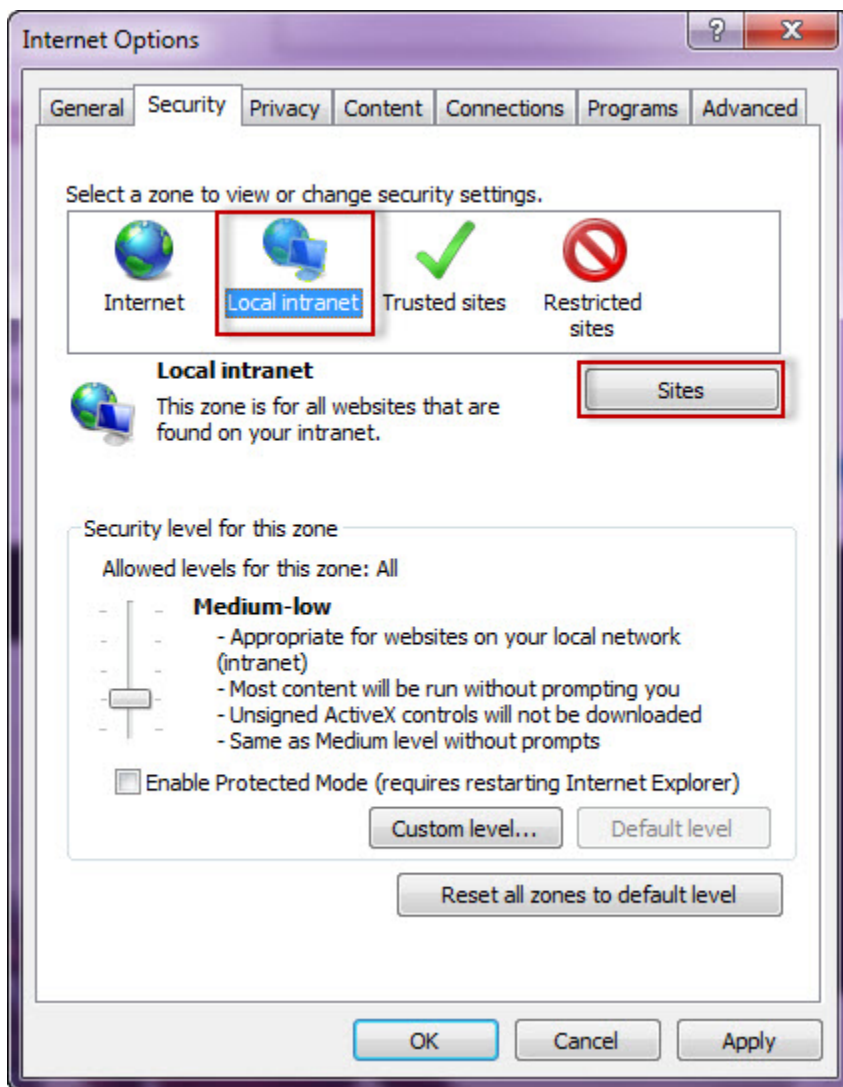 Internet Options
General Security Privacy Content Connections Programs Advanced
Select a zone to view or change security settings.
Internet Local intranet Trusted sites Restricted
sites
Local intranet
Sites
This zone is for all websites that are
found on your intranet.
Security level for this zone
Allowed levels for this zone: All
Medium-low
- Appropriate for websites on your local network
(intranet)
- Most content will be run without prompting you
- Unsigned ActiveX controls will not be downloaded
- Same as Medium level without prompts
Enable Protected Mode (requires restarting Internet Explorer)
Custom level... Default level
Reset all zones to default level
OK Cancel Apply